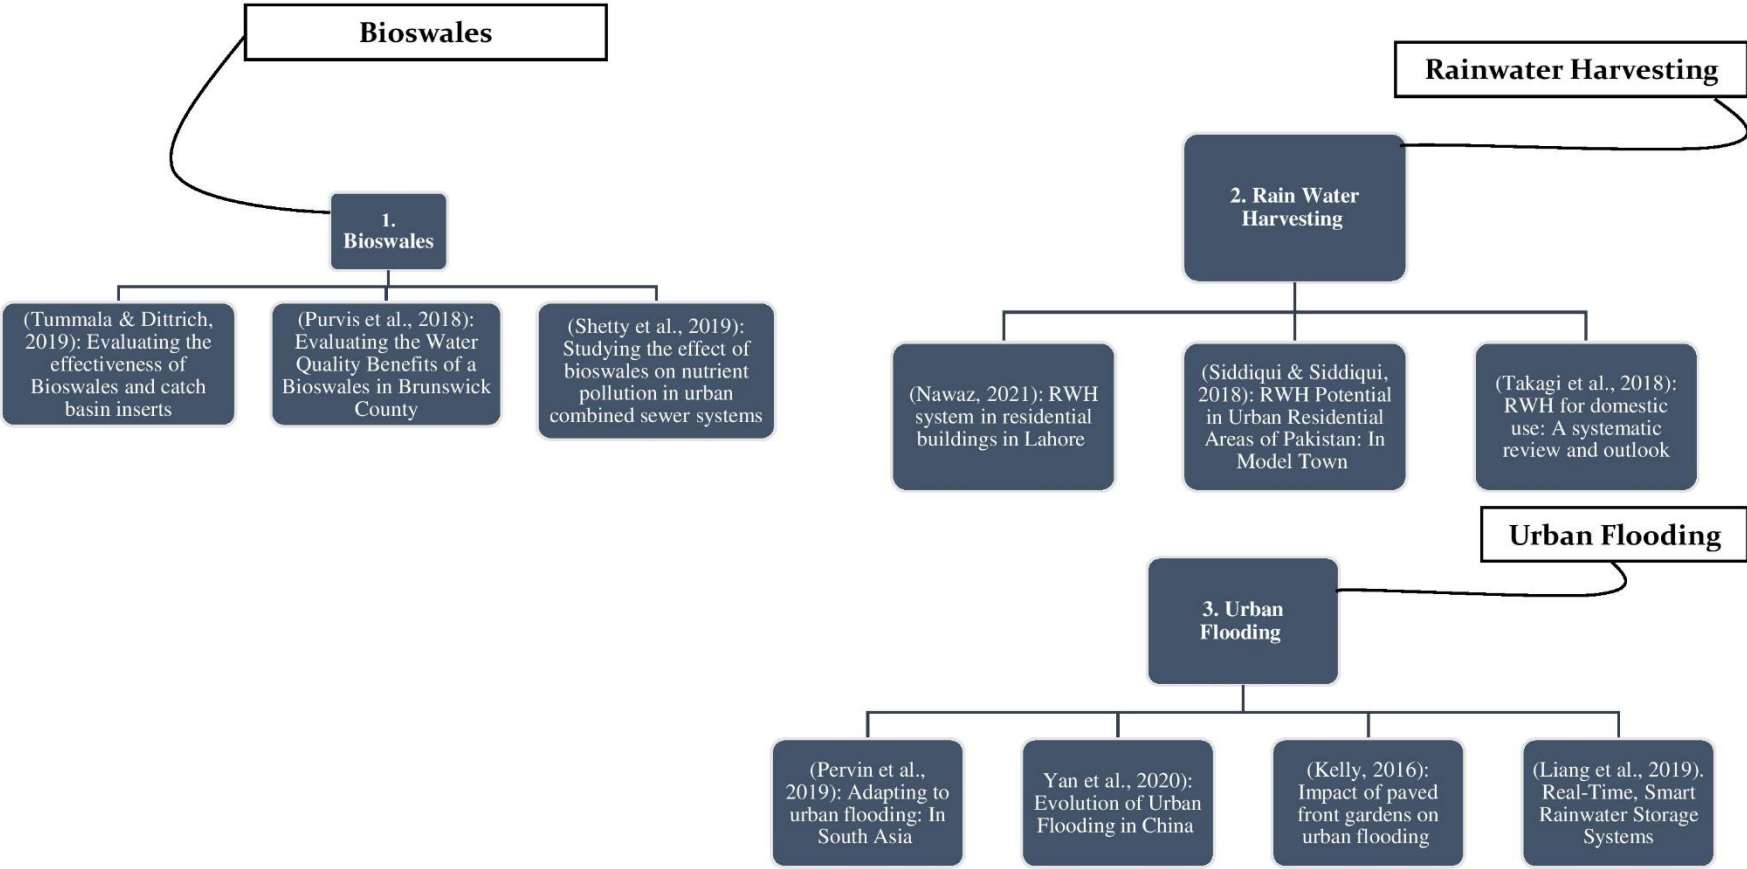 Bioswales
1.
Bioswales
(Tummala & Dittrich,
2019): Evaluating the
effectiveness of
Bioswales and catch
basin inserts
(Purvis et al., 2018):
Evaluating the Water
Quality Benefits of a
Bioswales in Brunswick
County
(Shetty et al., 2019):
Studying the effect of
bioswales on nutrient
pollution in urban
combined sewer systems
Rainwater Harvesting
2. Rain Water
Harvesting
(Nawaz, 2021): RWH
system in residential
buildings in Lahore
(Siddiqui & Siddiqui,
2018): RWH Potential
in Urban Residential
Areas of Pakistan: In
Model Town
(Takagi et al., 2018):
RWH for domestic
use: A systematic
review and outlook
Urban Flooding
3. Urban
Flooding
(Pervin et al.,
2019): Adapting to
urban flooding: In
South Asia
Yan et al., 2020):
Evolution of Urban
Flooding in China
(Kelly, 2016):
Impact of paved
front gardens on
urban flooding
(Liang et al., 2019).
Real-Time, Smart
Rainwater Storage
Systems